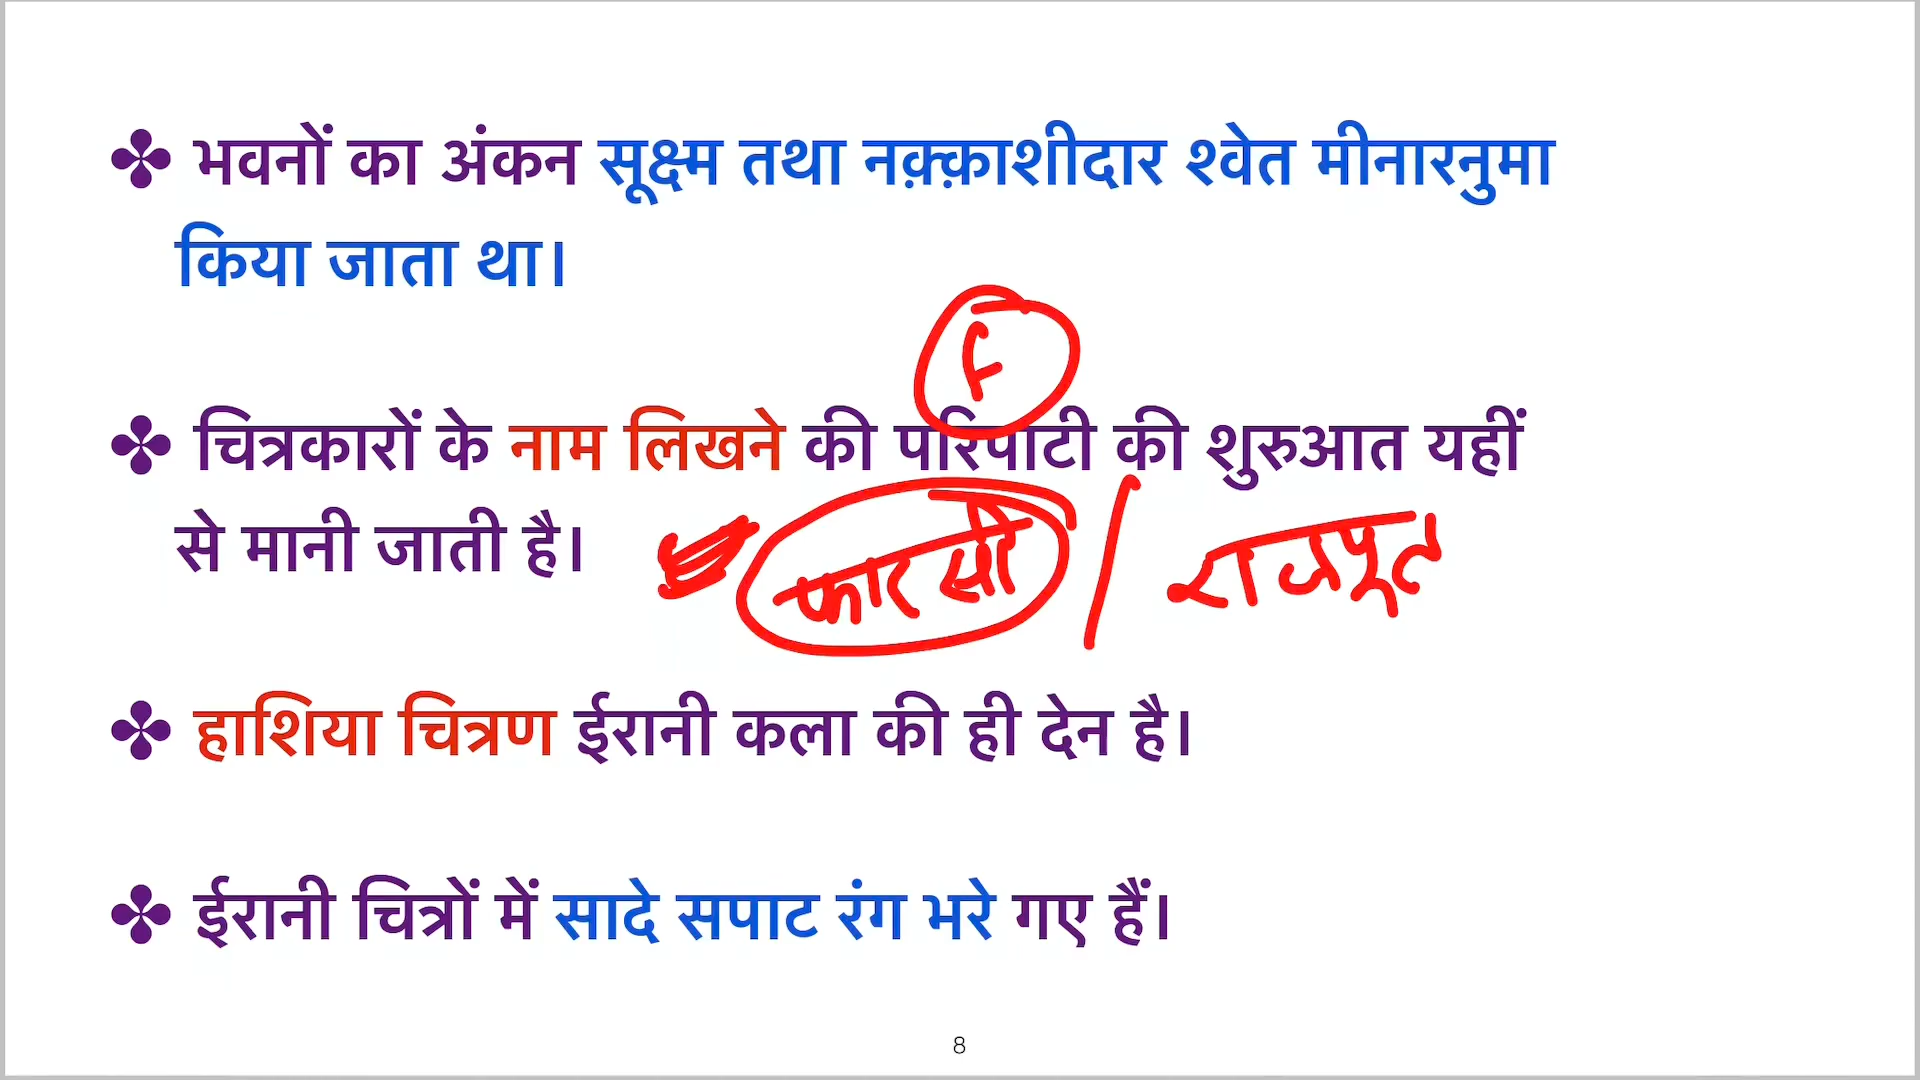 ✤ भवनों का अंकन सूक्ष्म तथा नक़्क़ाशीदार श्वेत मीनारनुमा
किया जाता था।
✤ चित्रकारों के नाम लिखने की परिपाटी की शुरुआत यहीं
से मानी जाती है।
फारसी / राजपूत
✤ हाशिया चित्रण ईरानी कला की ही देन है।
✤ ईरानी चित्रों में सादे सपाट रंग भरे गए हैं।
8